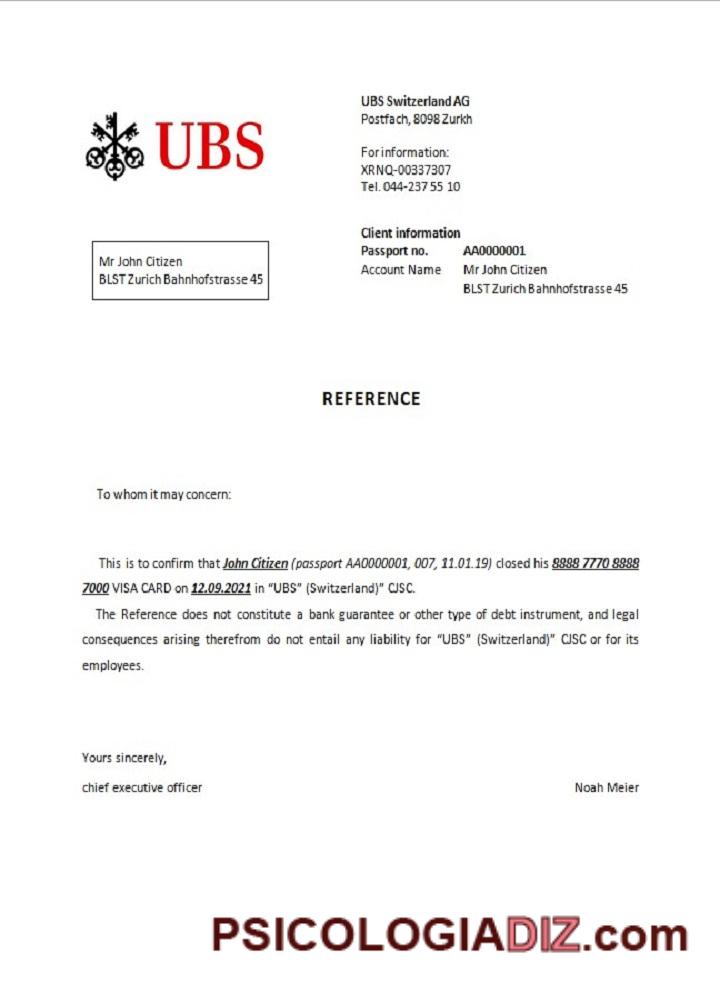 UBS
UBS Switzerland AG
Postfach, 8098 Zurkh
For information:
XRNQ-00337307
Tel. 044-237 55 10
Client information
Passport no. AA0000001
Account Name Mr John Citizen
BLST Zurich Bahnhofstrasse 45
Mr John Citizen
BLST Zurich Bahnhofstrasse 45
REFERENCE
To whom it may concern:
This is to confirm that John Citizen (passport AA0000001, 007, 11.01.19) closed his 8888 7770 8888
7000 VISA CARD on 12.09.2021 in “UBS” (Switzerland)” CJSC.
The Reference does not constitute a bank guarantee or other type of debt instrument, and legal
consequences arising therefrom do not entail any liability for “UBS” (Switzerland)” CJSC or for its
employees.
Yours sincerely,
chief executive officer Noah Meier
PSICOLOGIADIZ.com